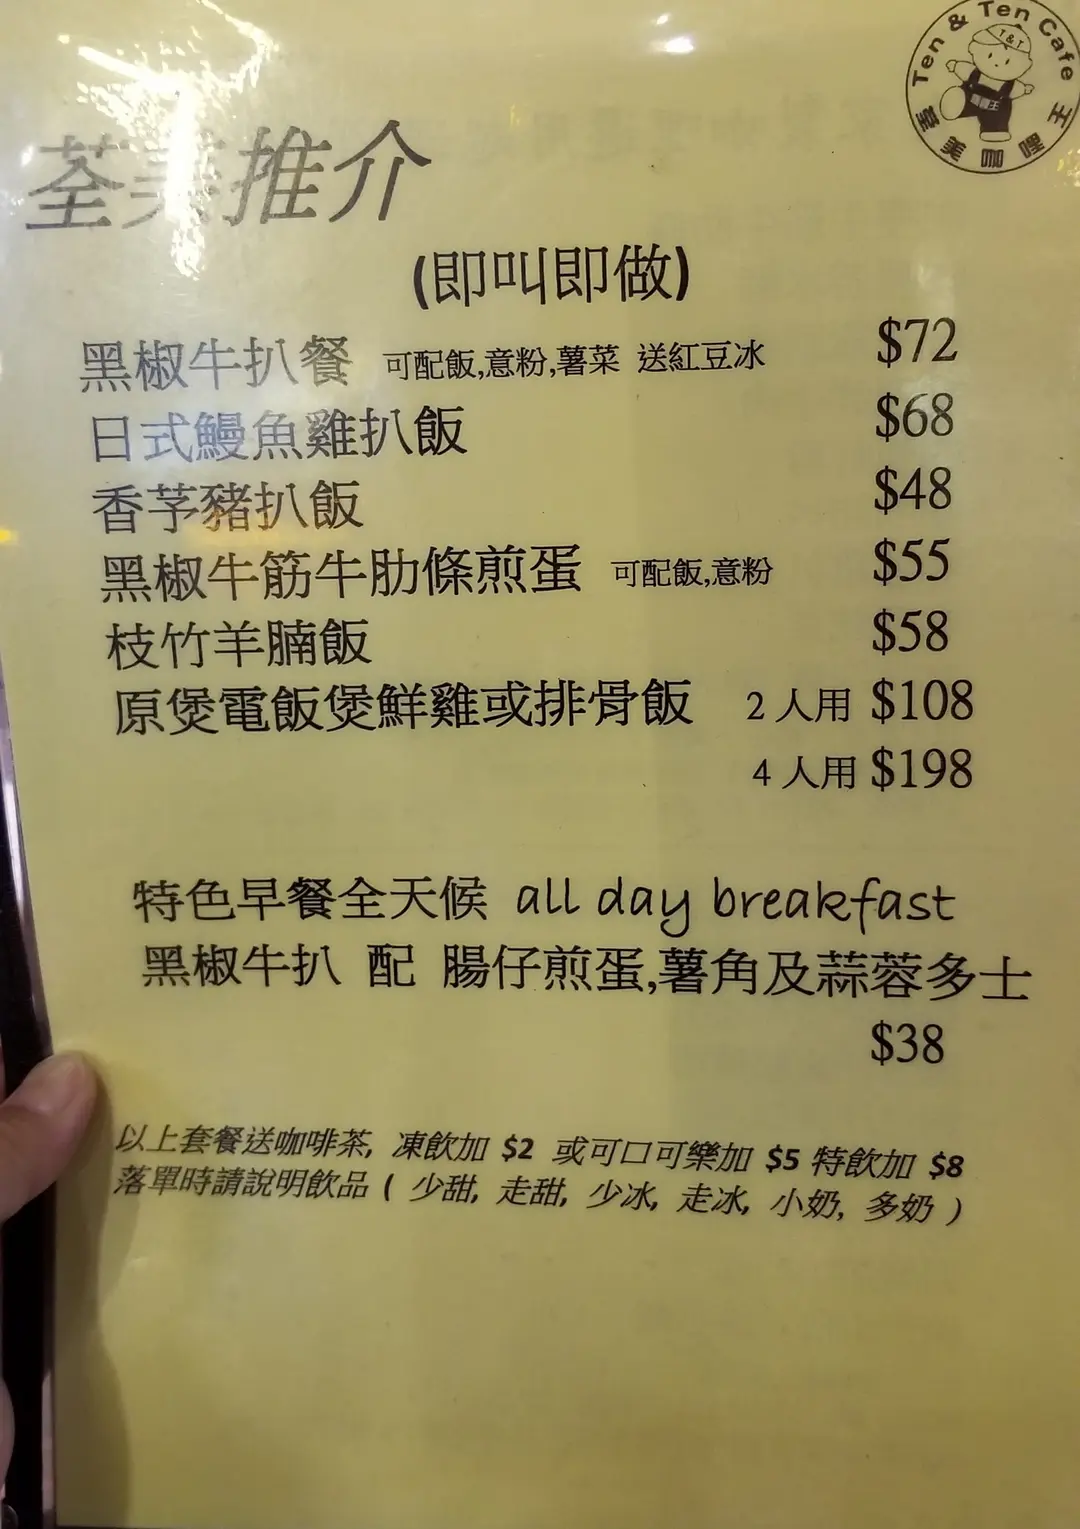 Ten & Ten Cafe
T&T
荃美咖喱王
荃美推介
(即叫即做)
黑椒牛扒餐 可配飯,意粉,薯菜 送紅豆冰 $72
日式鰻魚雞扒飯 $68
香芧豬扒飯 $48
黑椒牛筋牛肋條煎蛋 可配飯,意粉 $55
枝竹羊腩飯 $58
原煲電飯煲鮮雞或排骨飯 2人用 $108
4人用 $198
特色早餐全天候 all day breakfast
黑椒牛扒 配 腸仔煎蛋,薯角及蒜蓉多士
$38
以上套餐送咖啡茶, 凍飲加 $2 或可口可樂加 $5 特飲加 $8
落單時請說明飲品 ( 少甜, 走甜, 少冰, 走冰, 小奶, 多奶 )